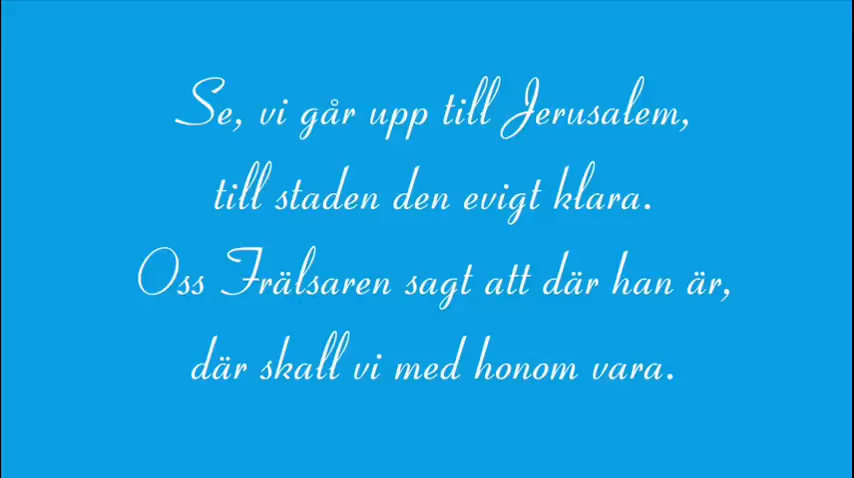 Se, vi går upp till Jerusalem,
till staden den evigt klara.
Oss Frälsaren sagt att där han är,
där skall vi med honom vara.